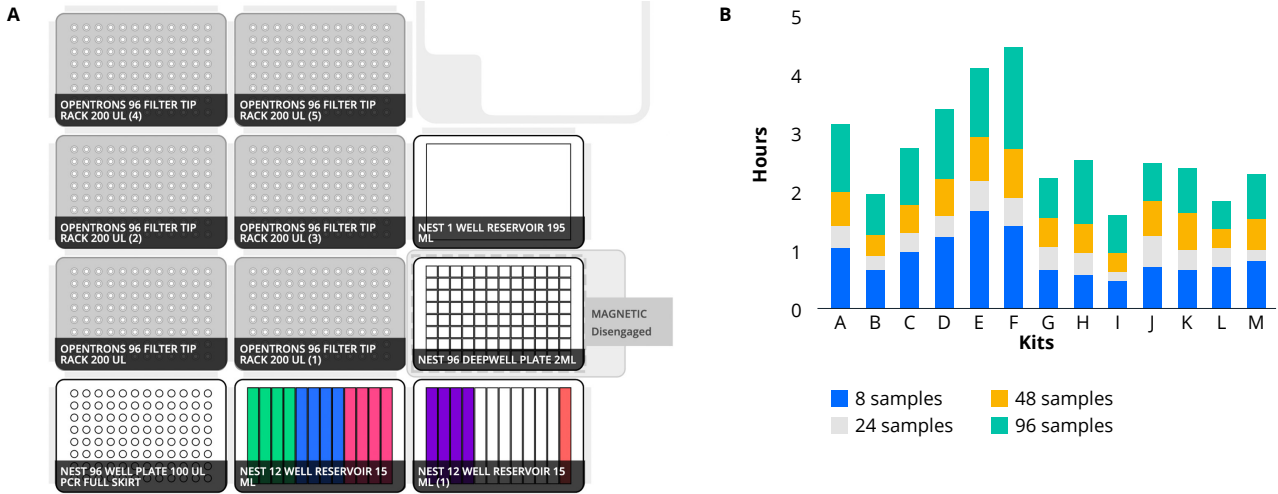 A
OPENTRONS 96 FILTER TIP
RACK 200 UL (4)
OPENTRONS 96 FILTER TIP
RACK 200 UL (5)
OPENTRONS 96 FILTER TIP
RACK 200 UL (2)
OPENTRONS 96 FILTER TIP
RACK 200 UL (3)
NEST 1 WELL RESERVOIR 195
ML
OPENTRONS 96 FILTER TIP
RACK 200 UL
OPENTRONS 96 FILTER TIP
RACK 200 UL (1)
NEST 96 DEEPWELL PLATE 2ML
MAGNETIC
Disengaged
NEST 96 WELL PLATE 100 UL
PCR FULL SKIRT
NEST 12 WELL RESERVOIR 15
ML
NEST 12 WELL RESERVOIR 15
ML (1)
B
Hours
5
4
3
2
1
0
A B C D E F G H I J K L M
Kits
8 samples
48 samples
24 samples
96 samples